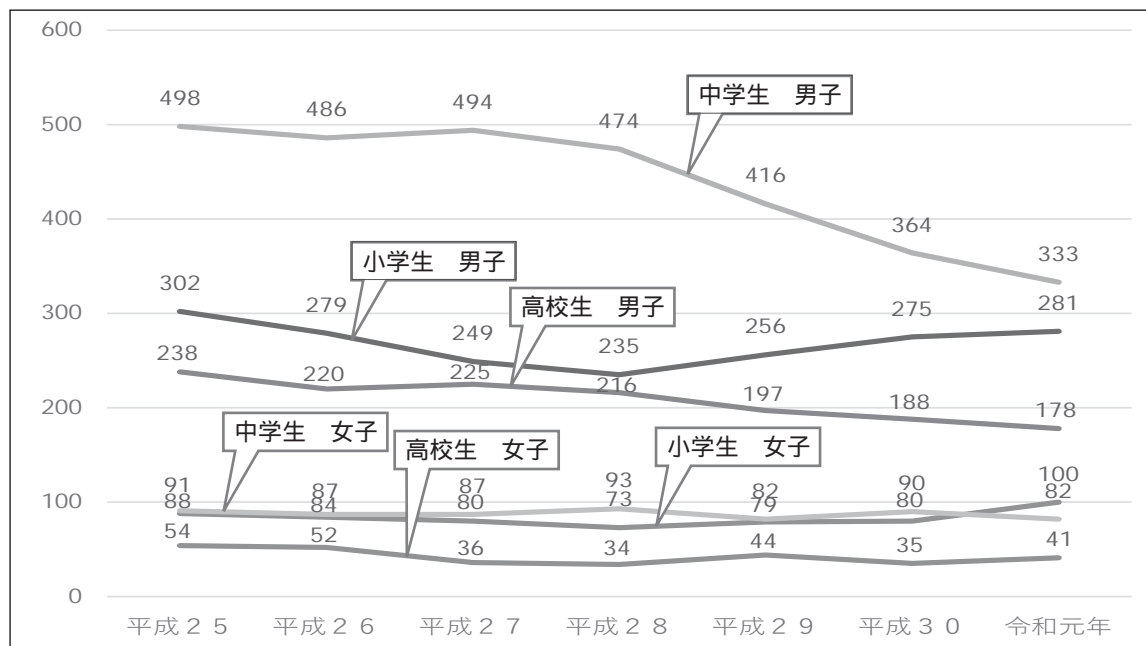 600
500
400
300
200
100
0
498 486 494 474 416 364 333
中学生　男子
302 279 249 235 256 275 281
小学生　男子
238 220 225 216 197 188 178
高校生　男子
中学生　女子
高校生　女子
小学生　女子
91 87 87 93 82 90 82
88 84 80 73 79 80 100
54 52 36 34 44 35 41
平成２５ 平成２６ 平成２７ 平成２８ 平成２９ 平成３０ 令和元年